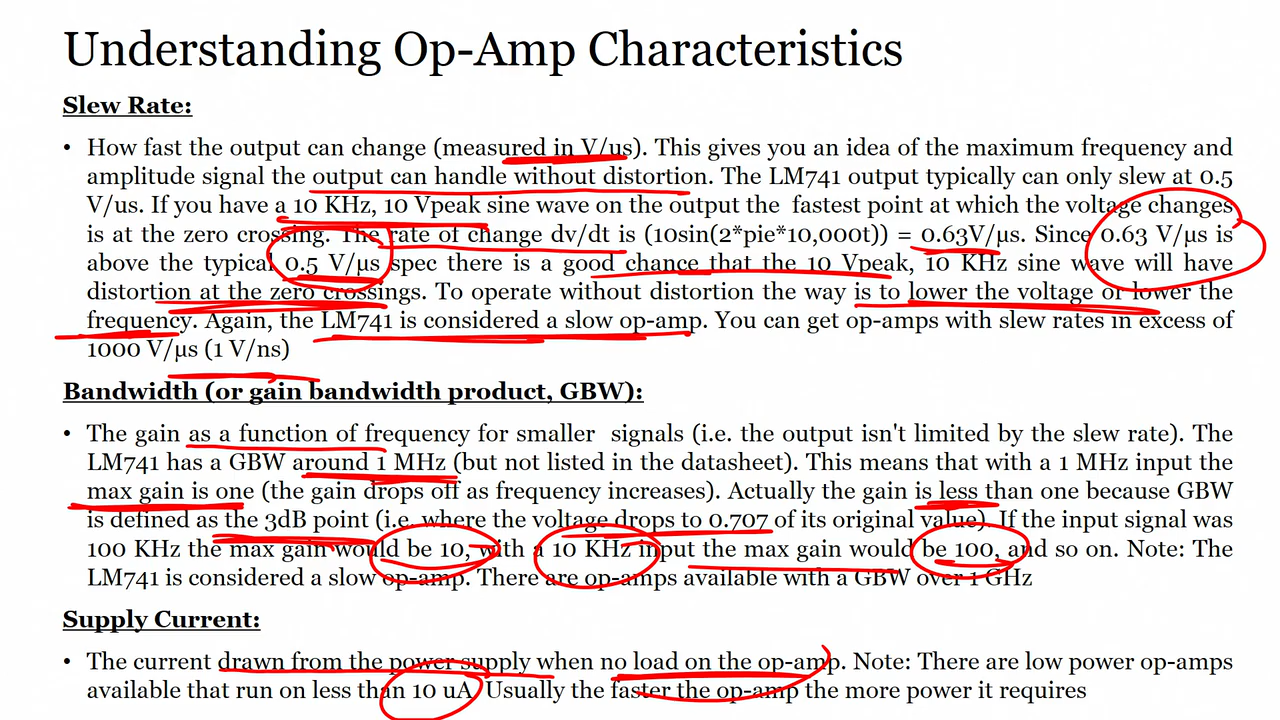 Understanding Op-Amp Characteristics
Slew Rate:
• How fast the output can change (measured in V/us). This gives you an idea of the maximum frequency and
amplitude signal the output can handle without distortion. The LM741 output typically can only slew at 0.5
V/us. If you have a 10 KHz, 10 Vpeak sine wave on the output the fastest point at which the voltage changes
is at the zero crossing. The rate of change dv/dt is (10sin(2*pie*10,000t)) = 0.63V/µs. Since 0.63 V/µs is
above the typical 0.5 V/µs spec there is a good chance that the 10 Vpeak, 10 KHz sine wave will have
distortion at the zero crossings. To operate without distortion the way is to lower the voltage or lower the
frequency. Again, the LM741 is considered a slow op-amp. You can get op-amps with slew rates in excess of
1000 V/µs (1 V/ns)
Bandwidth (or gain bandwidth product, GBW):
• The gain as a function of frequency for smaller signals (i.e. the output isn't limited by the slew rate). The
LM741 has a GBW around 1 MHz (but not listed in the datasheet). This means that with a 1 MHz input the
max gain is one (the gain drops off as frequency increases). Actually the gain is less than one because GBW
is defined as the 3dB point (i.e. where the voltage drops to 0.707 of its original value). If the input signal was
100 KHz the max gain would be 10, with a 10 KHz input the max gain would be 100, and so on. Note: The
LM741 is considered a slow op-amp. There are op-amps available with a GBW over 1 GHz
Supply Current:
• The current drawn from the power supply when no load on the op-amp. Note: There are low power op-amps
available that run on less than 10 uA. Usually the faster the op-amp the more power it requires